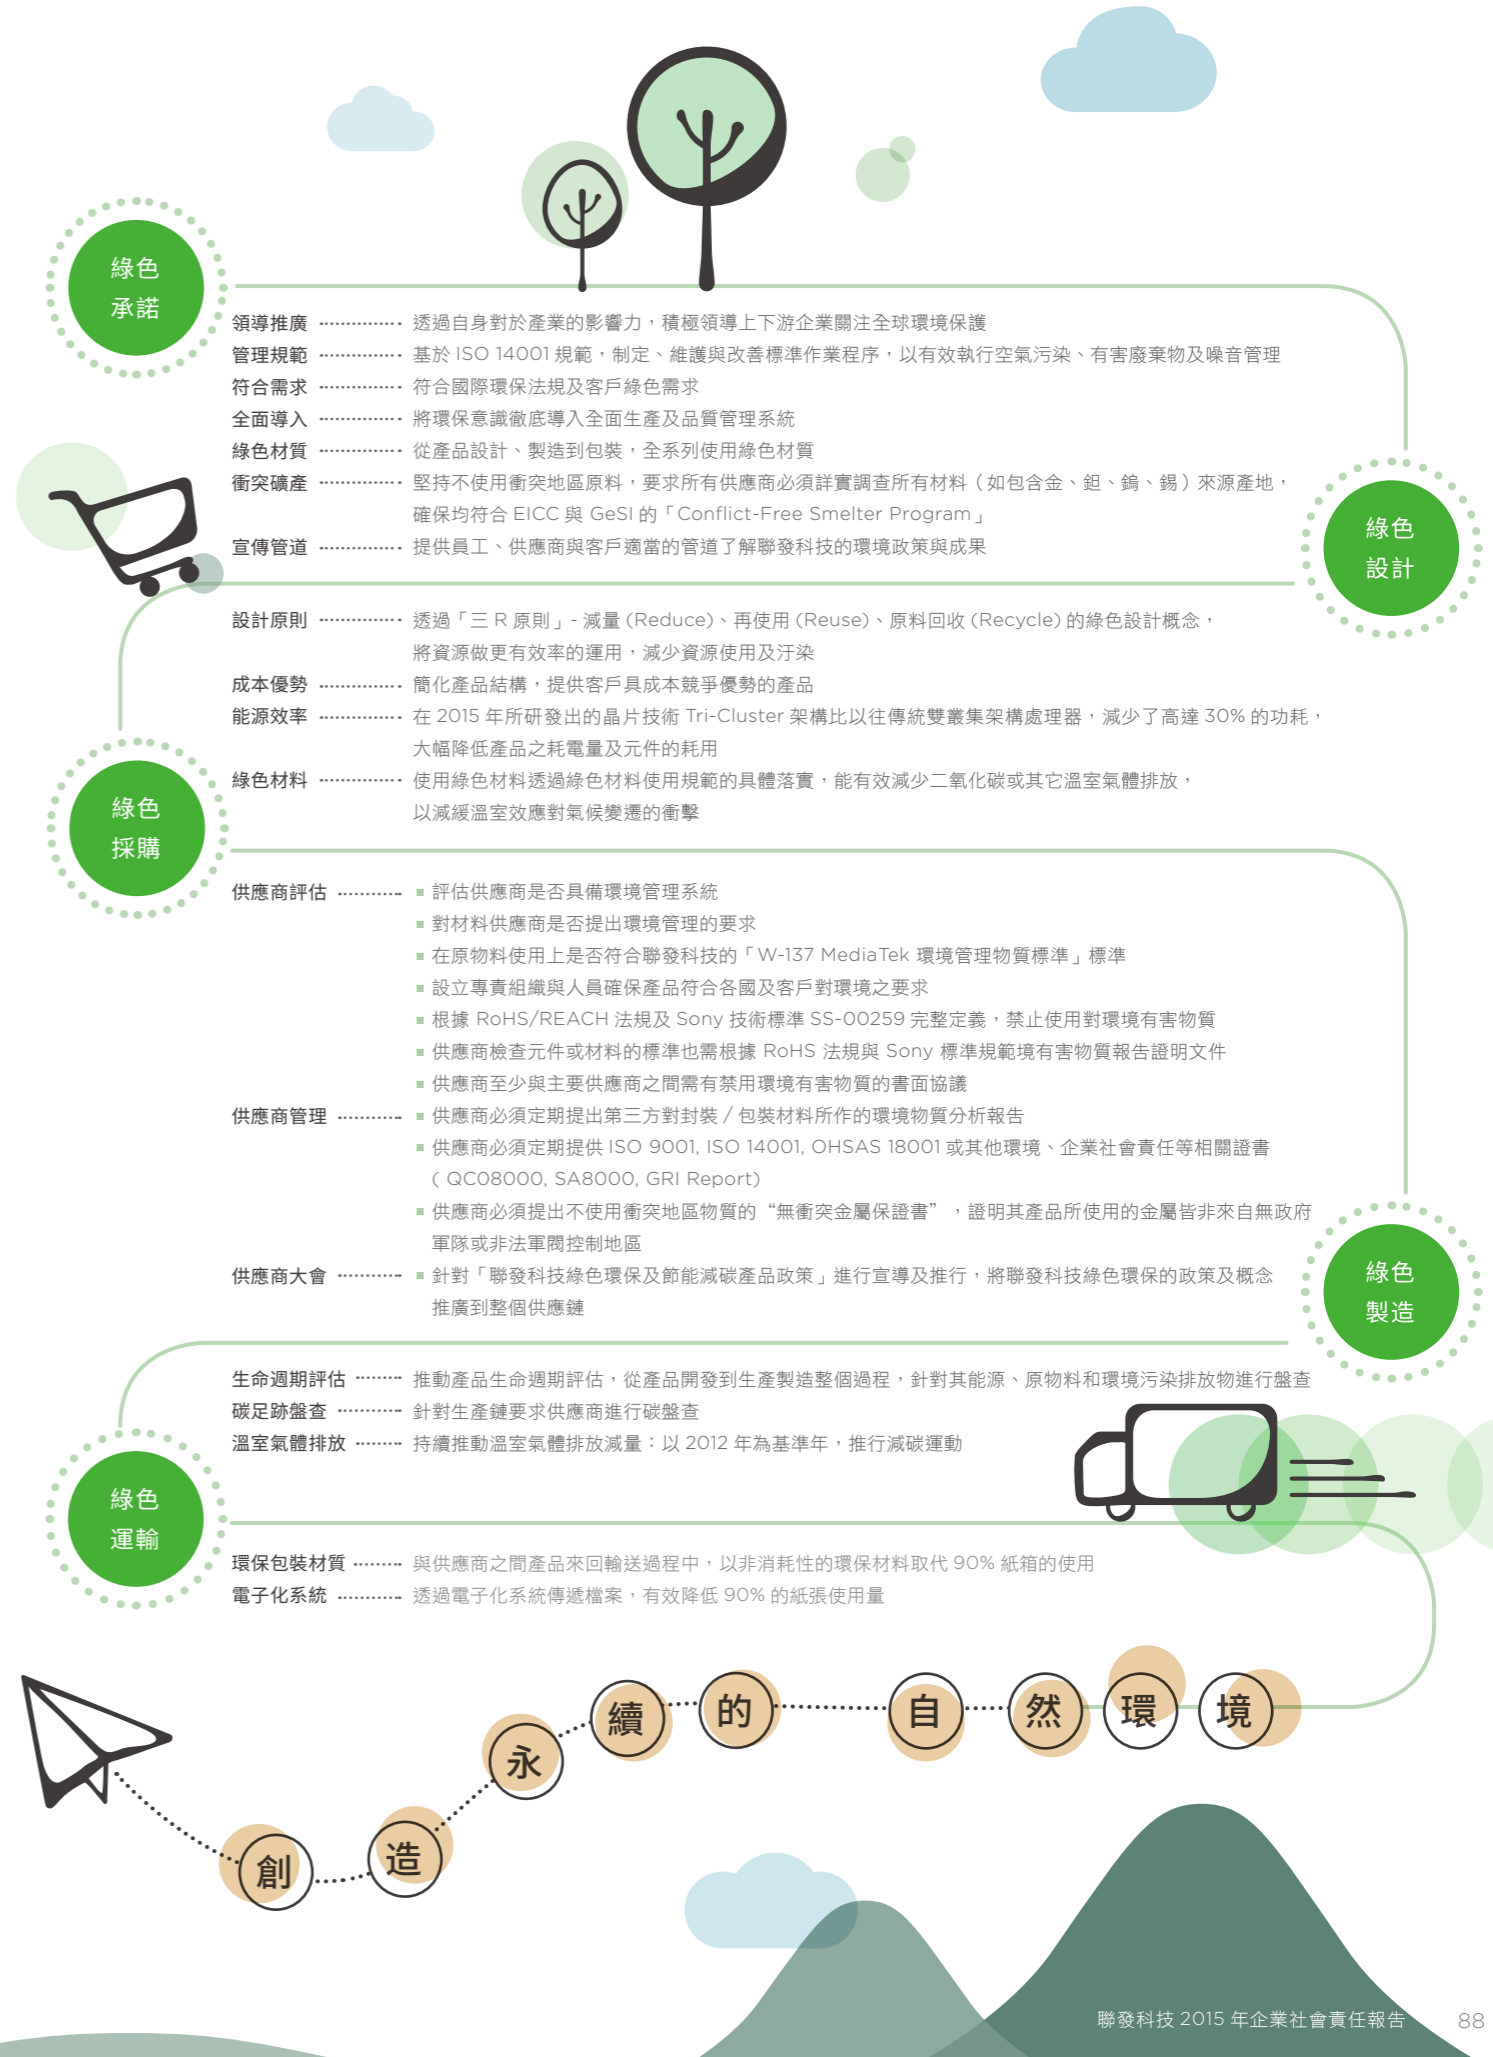 綠色
承諾
領導推廣 透過自身對於產業的影響力，積極領導上下游企業關注全球環境保護
管理規範 基於 ISO 14001 規範，制定、維護與改善標準作業程序，以有效執行空氣污染、有害廢棄物及噪音管理
符合需求 符合國際環保法規及客戶綠色需求
全面導入 將環保意識徹底導入全面生產及品質管理系統
綠色材質 從產品設計、製造到包裝，全系列使用綠色材質
衝突礦產 堅持不使用衝突地區原料，要求所有供應商必須詳實調查所有材料（如包含金、鉭、鎢、錫）來源產地，
確保均符合 EICC 與 GeSI 的「Conflict-Free Smelter Program」
宣傳管道 提供員工、供應商與客戶適當的管道了解聯發科技的環境政策與成果
綠色
設計
設計原則 透過「三 R 原則」- 減量 (Reduce)、再使用 (Reuse)、原料回收 (Recycle) 的綠色設計概念，
將資源做更有效率的運用，減少資源使用及汙染
成本優勢 簡化產品結構，提供客戶具成本競爭優勢的產品
能源效率 在 2015 年所研發出的晶片技術 Tri-Cluster 架構比以往傳統雙叢集架構處理器，減少了高達 30% 的功耗，
大幅降低產品之耗電量及元件的耗用
綠色材料 使用綠色材料透過綠色材料使用規範的具體落實，能有效減少二氧化碳或其它溫室氣體排放，
以減緩溫室效應對氣候變遷的衝擊
綠色
採購
供應商評估 ▪ 評估供應商是否具備環境管理系統
▪ 對材料供應商是否提出環境管理的要求
▪ 在原物料使用上是否符合聯發科技的「W-137 MediaTek 環境管理物質標準」標準
▪ 設立專責組織與人員確保產品符合各國及客戶對環境之要求
▪ 根據 RoHS/REACH 法規及 Sony 技術標準 SS-00259 完整定義，禁止使用對環境有害物質
▪ 供應商檢查元件或材料的標準也需根據 RoHS 法規與 Sony 標準規範境有害物質報告證明文件
▪ 供應商至少與主要供應商之間需有禁用環境有害物質的書面協議
供應商管理 ▪ 供應商必須定期提出第三方對封裝 / 包裝材料所作的環境物質分析報告
▪ 供應商必須定期提供 ISO 9001, ISO 14001, OHSAS 18001 或其他環境、企業社會責任等相關證書
( QC08000, SA8000, GRI Report)
▪ 供應商必須提出不使用衝突地區物質的“無衝突金屬保證書”，證明其產品所使用的金屬皆非來自無政府
軍隊或非法軍閥控制地區
供應商大會 ▪ 針對「聯發科技綠色環保及節能減碳產品政策」進行宣導及推行，將聯發科技綠色環保的政策及概念
推廣到整個供應鏈
綠色
製造
生命週期評估 推動產品生命週期評估，從產品開發到生產製造整個過程，針對其能源、原物料和環境污染排放物進行盤查
碳足跡盤查 針對生產鏈要求供應商進行碳盤查
溫室氣體排放 持續推動溫室氣體排放減量：以 2012 年為基準年，推行減碳運動
綠色
運輸
環保包裝材質 與供應商之間產品來回輸送過程中，以非消耗性的環保材料取代 90% 紙箱的使用
電子化系統 透過電子化系統傳遞檔案，有效降低 90% 的紙張使用量
創造永續的自然環境
聯發科技 2015 年企業社會責任報告 88